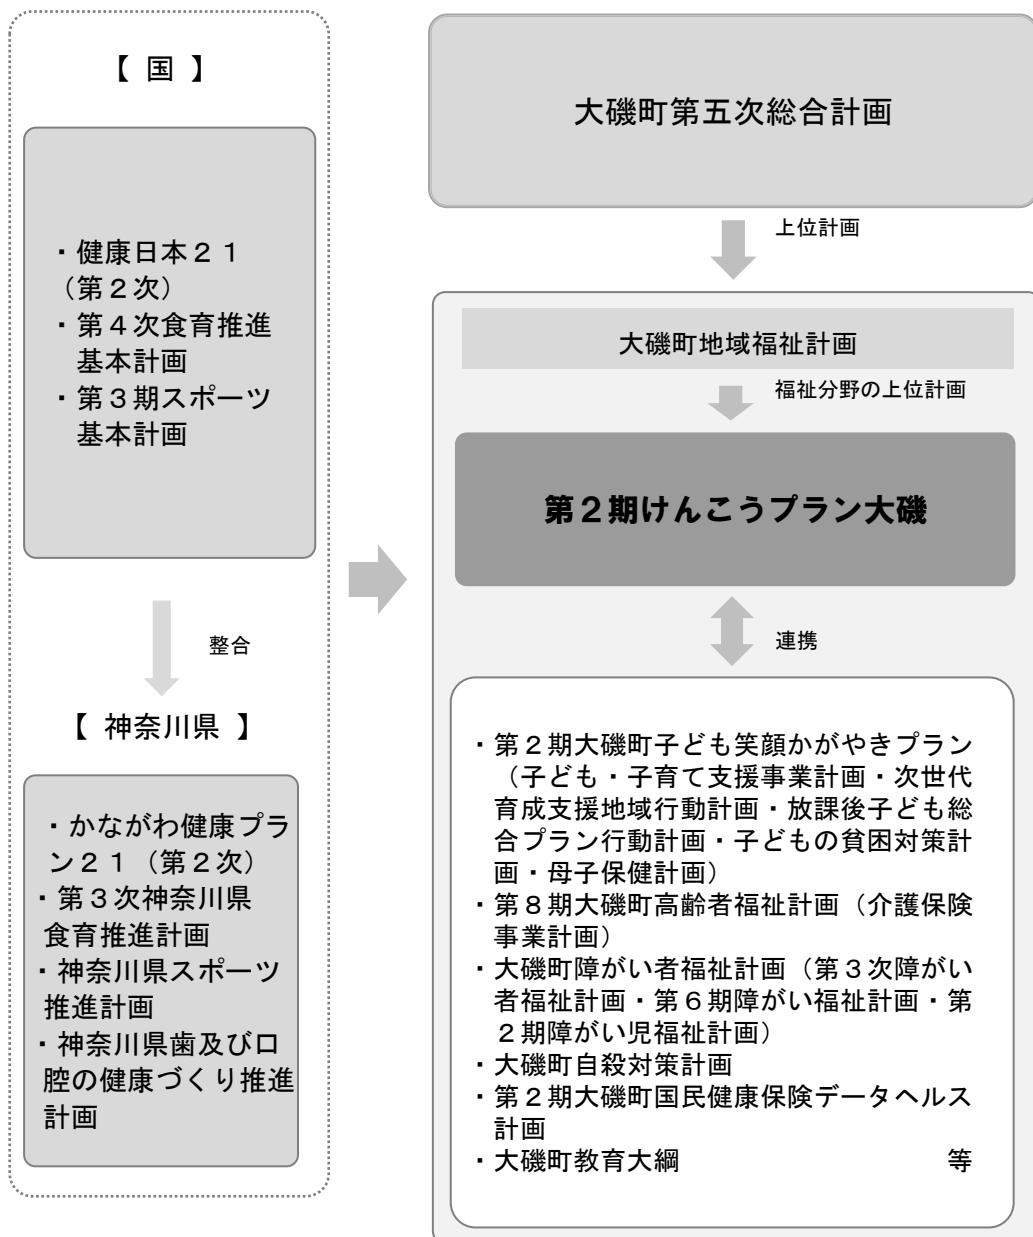 【 国 】
・健康日本２１
（第２次）
・第４次食育推進
基本計画
・第３期スポーツ
基本計画
整合
【 神奈川県 】
・かながわ健康プラ
ン２１（第２次）
・第３次神奈川県
食育推進計画
・神奈川県スポーツ
推進計画
・神奈川県歯及び口
腔の健康づくり推進
計画
大磯町第五次総合計画
上位計画
大磯町地域福祉計画
福祉分野の上位計画
第２期けんこうプラン大磯
連携
・第２期大磯町子ども笑顔かがやきプラン
（子ども・子育て支援事業計画・次世代
育成支援地域行動計画・放課後子ども総
合プラン行動計画・子どもの貧困対策計
画・母子保健計画）
・第８期大磯町高齢者福祉計画（介護保険
事業計画）
・大磯町障がい者福祉計画（第３次障がい
者福祉計画・第６期障がい福祉計画・第
２期障がい児福祉計画）
・大磯町自殺対策計画
・第２期大磯町国民健康保険データヘルス
計画
・大磯町教育大綱 等